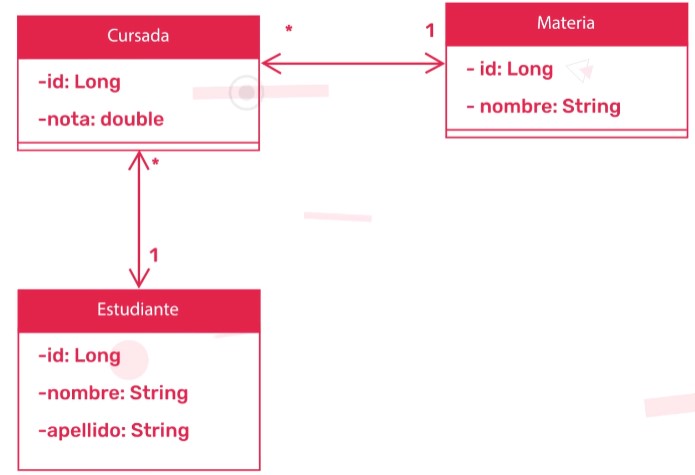 Cursada
-id: Long
-nota: double
*
1
Materia
- id: Long
- nombre: String
*
1
Estudiante
-id: Long
-nombre: String
-apellido: String